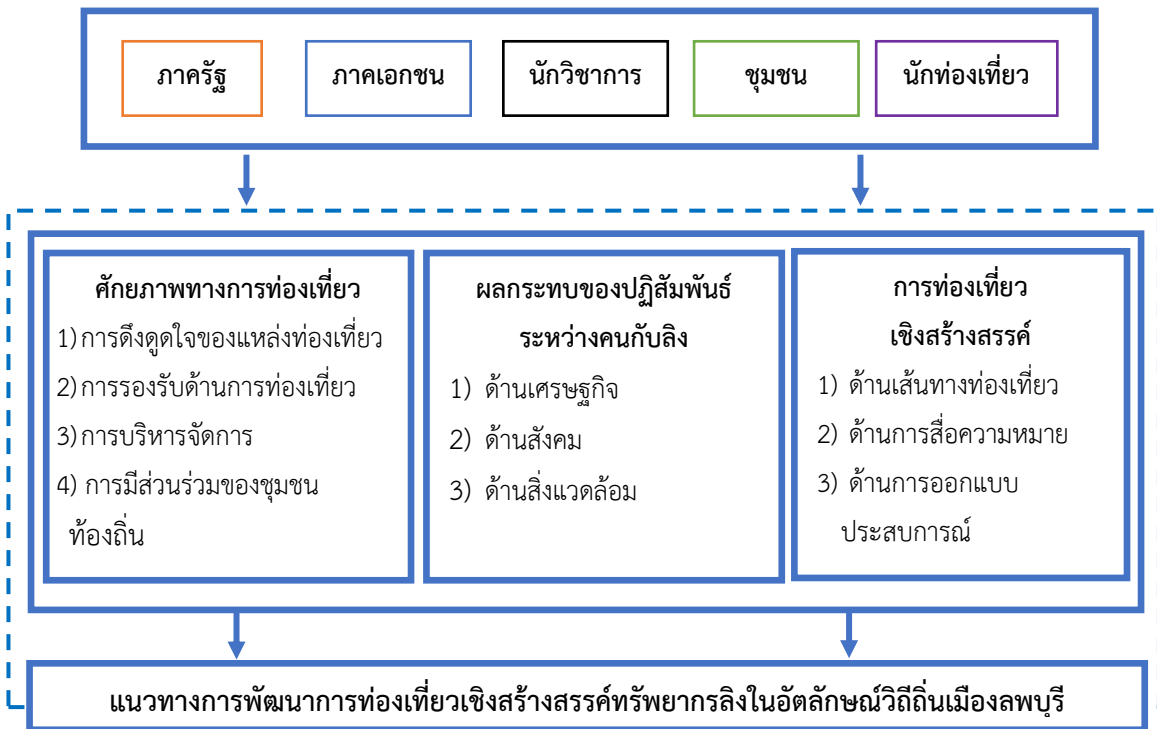 ภาครัฐ
ภาคเอกชน
นักวิชาการ
ชุมชน
นักท่องเที่ยว
ศักยภาพทางการท่องเที่ยว
1)การดึงดูดใจของแหล่งท่องเที่ยว
2)การรองรับด้านการท่องเที่ยว
3)การบริหารจัดการ
4) การมีส่วนร่วมของชุมชน
ท้องถิ่น
ผลกระทบของปฏิสัมพันธ์
ระหว่างคนกับลิง
1) ด้านเศรษฐกิจ
2) ด้านสังคม
3) ด้านสิ่งแวดล้อม
การท่องเที่ยว
เชิงสร้างสรรค์
1) ด้านเส้นทางท่องเที่ยว
2) ด้านการสื่อความหมาย
3) ด้านการออกแบบ
ประสบการณ์
แนวทางการพัฒนาการท่องเที่ยวเชิงสร้างสรรค์ทรัพยากรลิงในอัตลักษณ์วิถีถิ่นเมืองลพบุรี